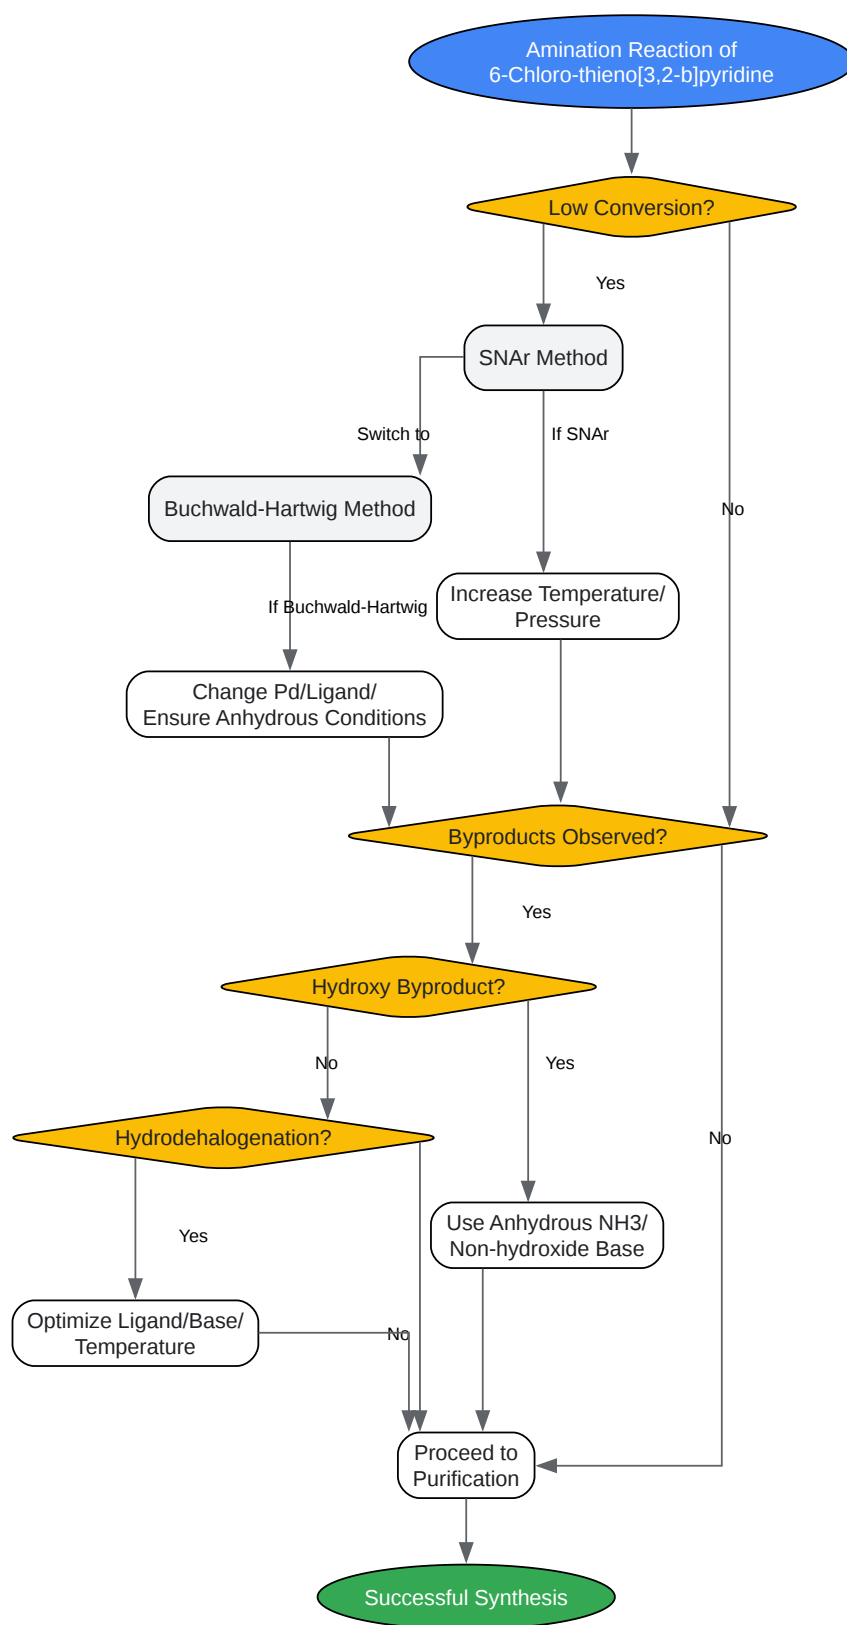 Amination Reaction of
6-Chloro-thieno[3,2-b]pyridine
Low Conversion?
Yes
SNAr Method
Switch to
If SNAr
Buchwald-Hartwig Method
No
Increase Temperature/
Pressure
If Buchwald-Hartwig
Change Pd/Ligand/
Ensure Anhydrous Conditions
Byproducts Observed?
Yes
Hydroxy Byproduct?
No
Yes
Hydrodehalogenation?
No
Yes
Use Anhydrous NH3/
Non-hydroxide Base
Optimize Ligand/Base/
Temperature
No
Proceed to
Purification
Successful Synthesis